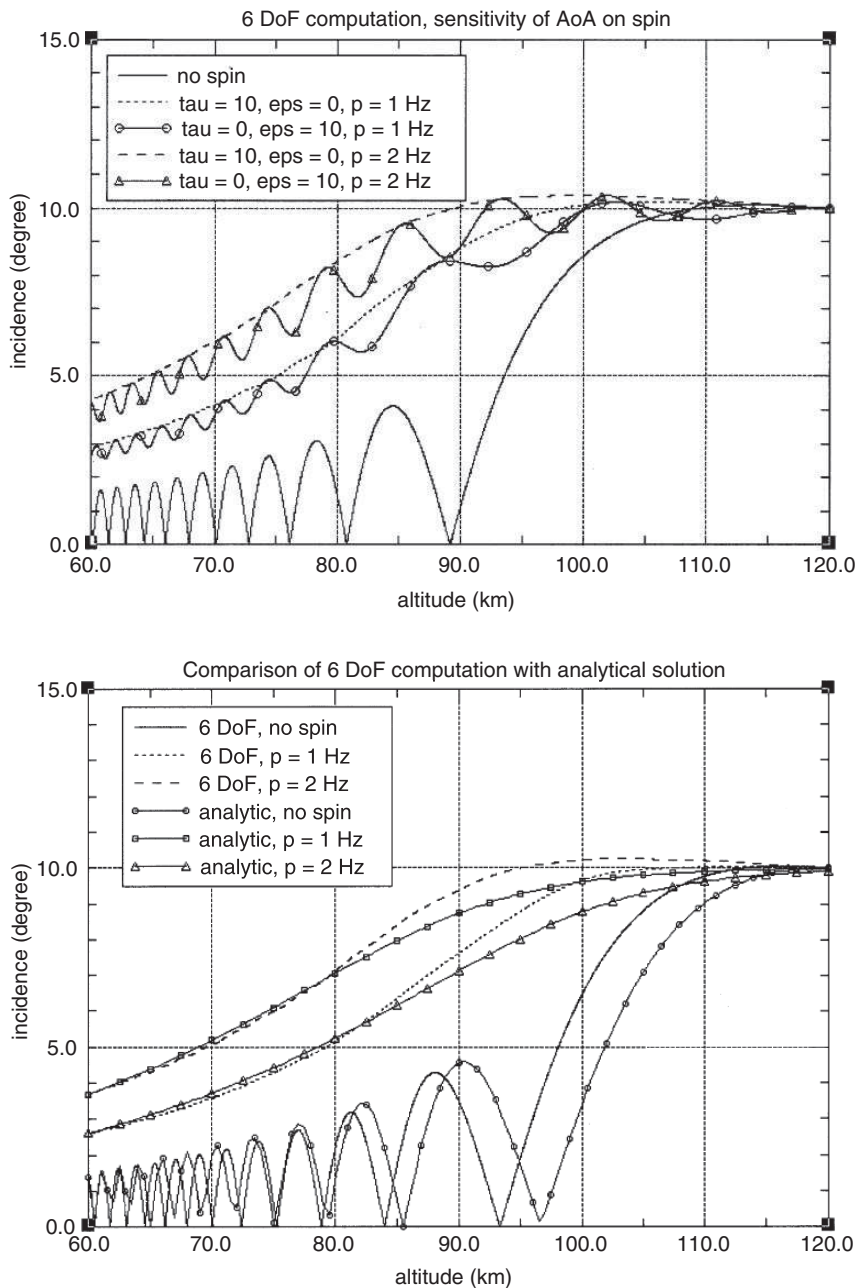 6 DoF computation, sensitivity of AoA on spin
15.0
no spin
tau = 10, eps = 0, p = 1 Hz
tau = 0, eps = 10, p = 1 Hz
tau = 10, eps = 0, p = 2 Hz
tau = 0, eps = 10, p = 2 Hz
10.0
incidence (degree)
5.0
0.0
60.0 70.0 80.0 90.0 100.0 110.0 120.0
altitude (km)
Comparison of 6 DoF computation with analytical solution
15.0
6 DoF, no spin
6 DoF, p = 1 Hz
6 DoF, p = 2 Hz
analytic, no spin
analytic, p = 1 Hz
analytic, p = 2 Hz
10.0
incidence (degree)
5.0
0.0
60.0 70.0 80.0 90.0 100.0 110.0 120.0
altitude (km)